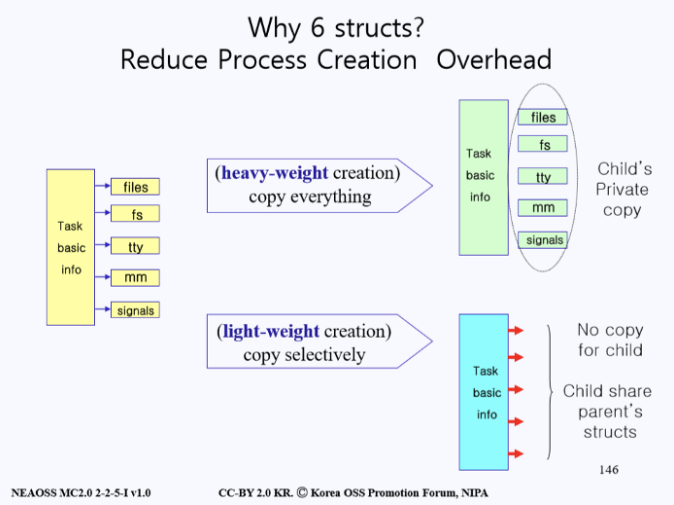 Why 6 structs?
Reduce Process Creation Overhead
Task
basic
info
files
fs
tty
mm
signals
(heavy-weight creation)
copy everything
Task
basic
info
files
fs
tty
mm
signals
Child's
Private
copy
(light-weight creation)
copy selectively
Task
basic
info
No copy
for child
Child share
parent's
structs
146
NEAOSS MC2.0 2-2-5-I v1.0
CC-BY 2.0 KR. Ⓒ Korea OSS Promotion Forum, NIPA